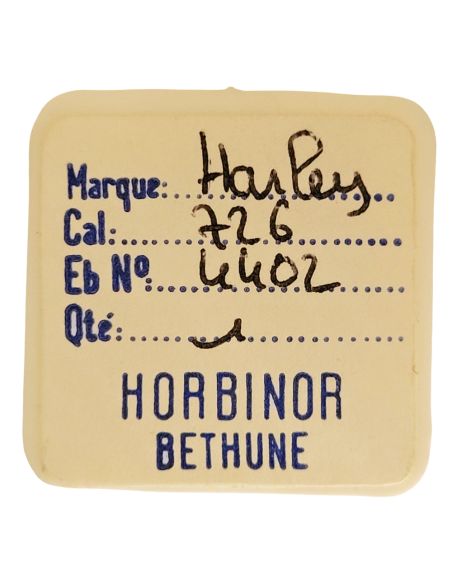 Marque: Harley
Cal: 726
Eb Nº: 4402
Qté: 1
HORBINOR
BETHUNE